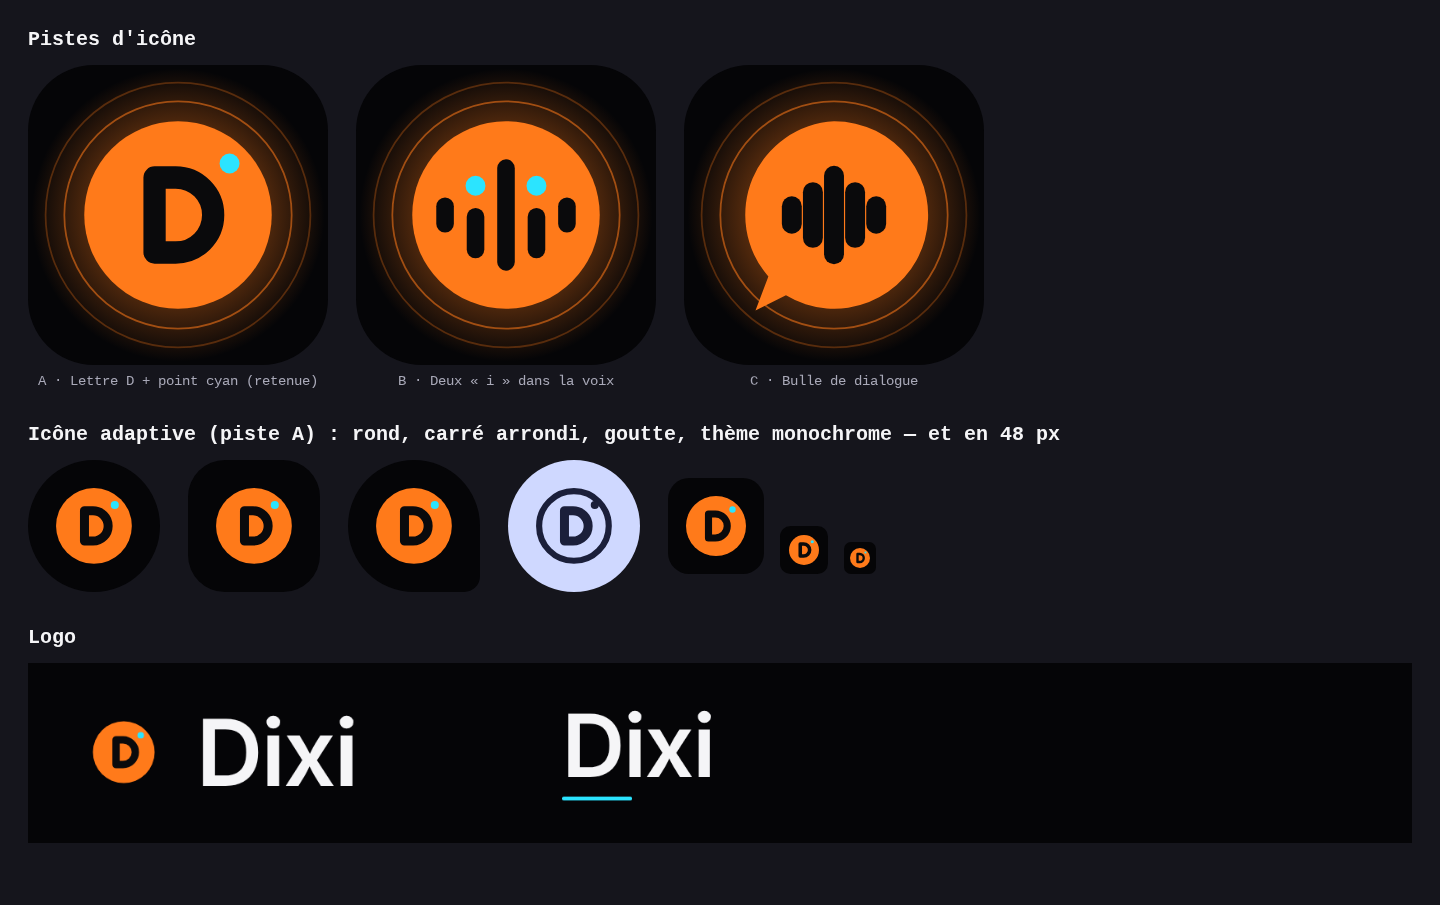 Pistes d'icône
D
A · Lettre D + point cyan (retenue)
B · Deux « i » dans la voix
C · Bulle de dialogue
Icône adaptive (piste A) : rond, carré arrondi, goutte, thème monochrome — et en 48 px
D
D
D
D
D
D
D
Logo
D
Dixi
Dixi